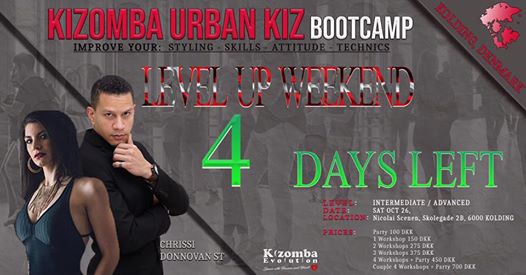 KIZOMBA URBAN KIZ BOOTCAMP
IMPROVE YOUR: STYLING - SKILLS - ATTITUDE - TECHNICS
KOLDING, DENMARK
LEVEL UP WEEKEND
4 DAYS LEFT
LEVEL: INTERMEDIATE / ADVANCED
DATE: SAT OCT 26,
LOCATION: Nicolai Scenen, Skolegade 2B, 6000 KOLDING
PRICES: Party 100 DKK
1 Workshop 150 DKK
2 Workshops 275 DKK
3 Workshops 375 DKK
4 Workshops + Party 450 DKK
Couple 4 Workshops + Party 700 DKK
CHRISSI
DONNOVAN ST
Kizomba
Evolution